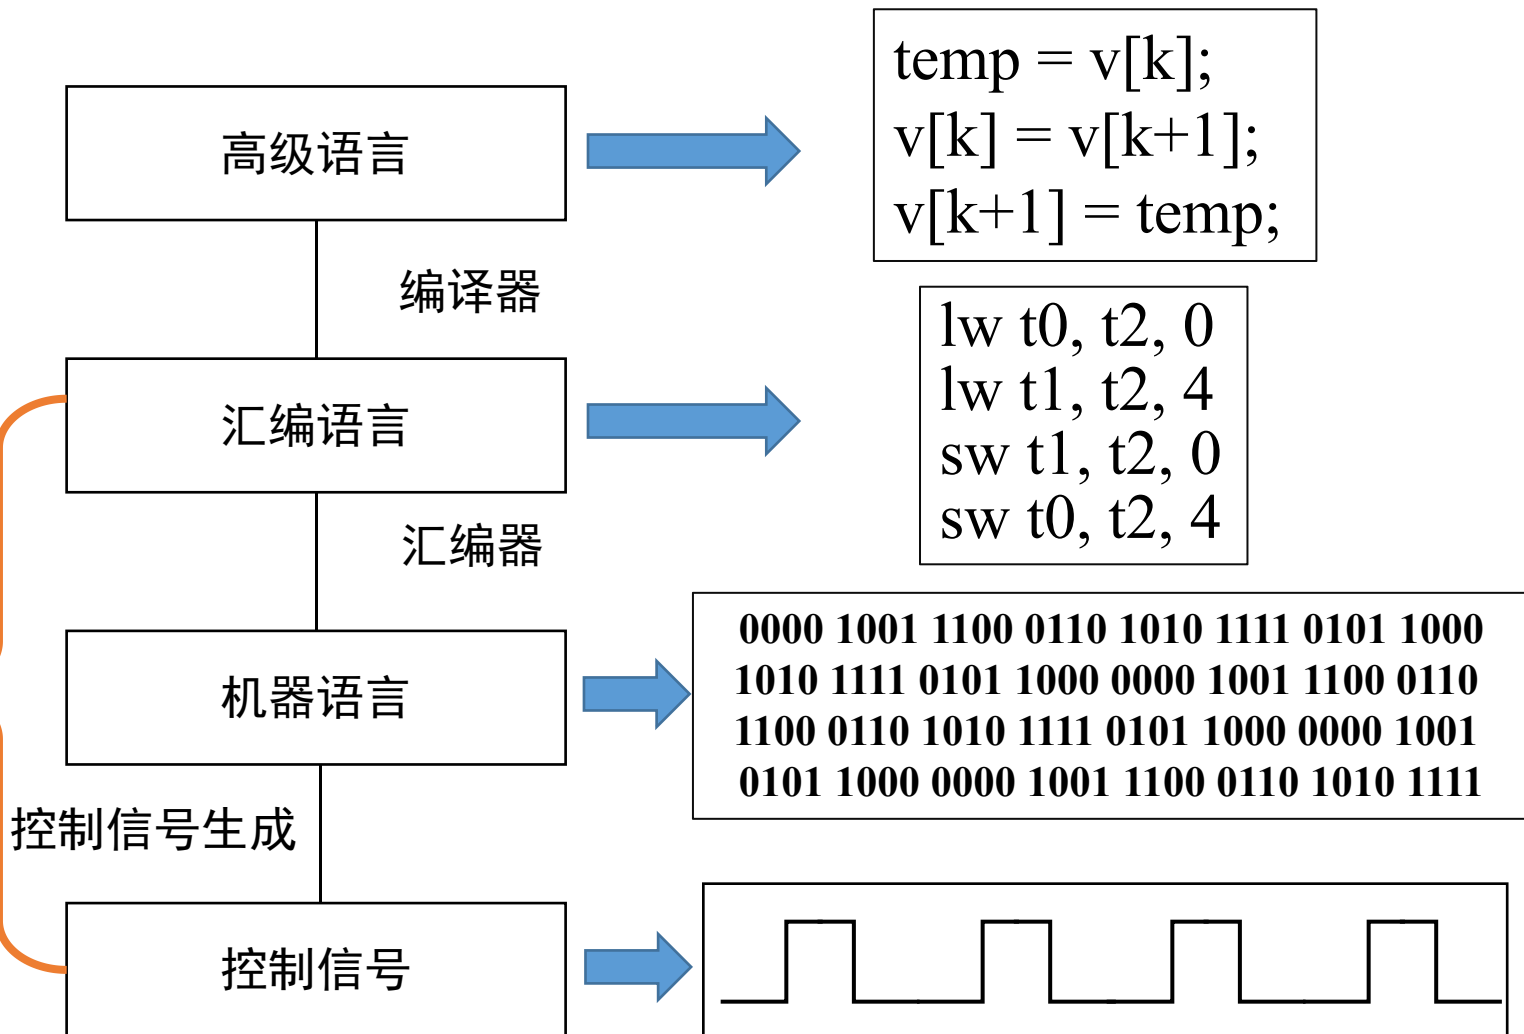 高级语言
temp = v[k];
v[k] = v[k+1];
v[k+1] = temp;
编译器
汇编语言
lw t0, t2, 0
lw t1, t2, 4
sw t1, t2, 0
sw t0, t2, 4
汇编器
机器语言
0000 1001 1100 0110 1010 1111 0101 1000
1010 1111 0101 1000 0000 1001 1100 0110
1100 0110 1010 1111 0101 1000 0000 1001
0101 1000 0000 1001 1100 0110 1010 1111
控制信号生成
控制信号